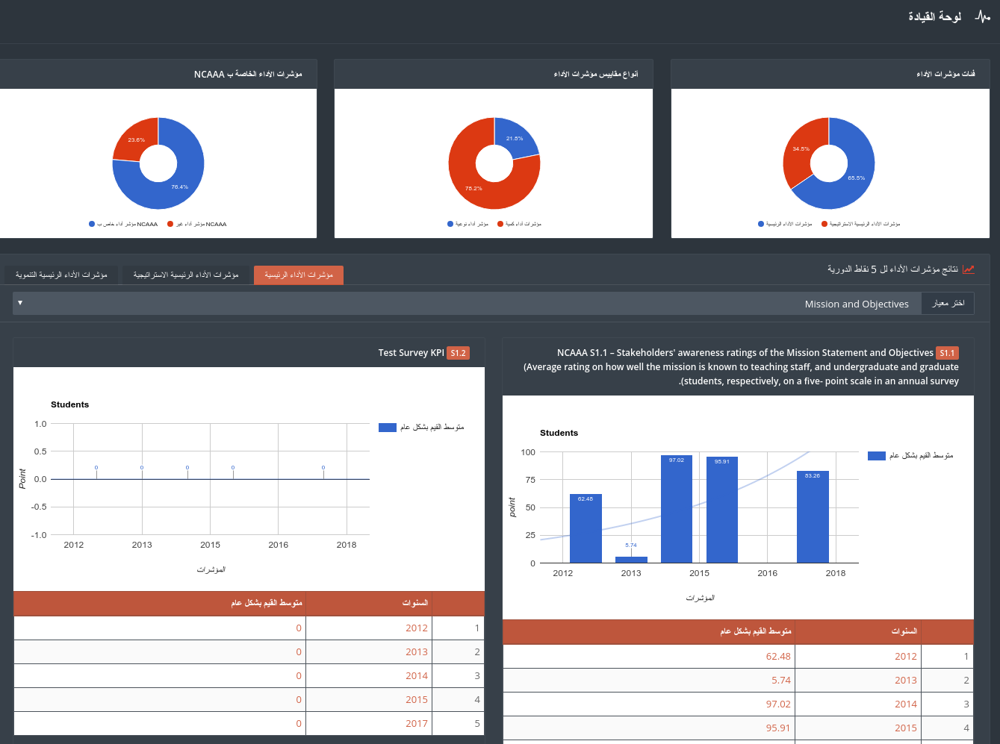 لوحة القيادة
فئات مؤشرات الأداء
65.5%
34.5%
مؤشرات الأداء الرئيسية
مؤشرات الأداء الرئيسية الاستراتيجية
أنواع مقاييس مؤشرات الأداء
21.8%
78.2%
مؤشر أداء نوعية
مؤشرات أداء كمية
مؤشرات الأداء الخاصة ب NCAAA
23.6%
76.4%
مؤشر أداء خاص ب NCAAA
مؤشر أداء غير NCAAA
نتائج مؤشرات الأداء لل 5 نقاط الدورية
مؤشرات الأداء الرئيسية
مؤشرات الأداء الرئيسية الاستراتيجية
مؤشرات الأداء الرئيسية التنموية
اختر معيار
Mission and Objectives
S1.1 NCAAA S1.1 – Stakeholders' awareness ratings of the Mission Statement and Objectives
(Average rating on how well the mission is known to teaching staff, and undergraduate and graduate
.(students, respectively, on a five- point scale in an annual survey
Students
متوسط القيم بشكل عام
100
75
50
25
0
point
62.48
5.74
97.02
95.91
83.26
2012 2013 2015 2016 2018
المؤشرات
السنوات متوسط القيم بشكل عام
1 2012 62.48
2 2013 5.74
3 2014 97.02
4 2015 95.91
S1.2 Test Survey KPI
Students
متوسط القيم بشكل عام
1.0
0.5
0.0
-0.5
-1.0
Point
0 0 0 0 0
2012 2013 2015 2016 2018
المؤشرات
السنوات متوسط القيم بشكل عام
1 2012 0
2 2013 0
3 2014 0
4 2015 0
5 2017 0